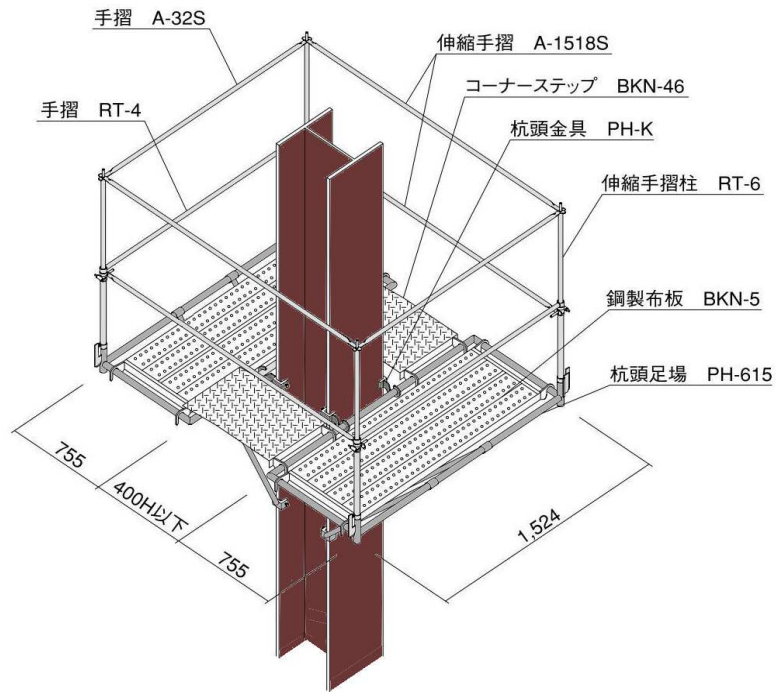 手摺 A-32S
伸縮手摺 A-1518S
コーナーステップ BKN-46
手摺 RT-4
杭頭金具 PH-K
伸縮手摺柱 RT-6
鋼製布板 BKN-5
杭頭足場 PH-615
755
400H以下
755
1,524